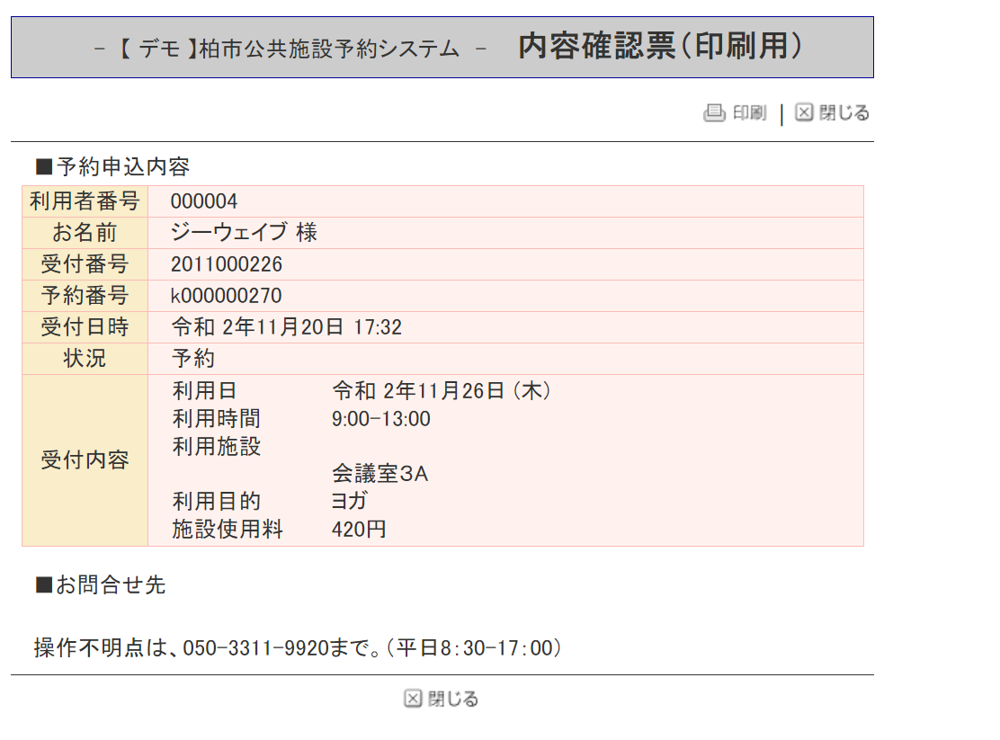 －【 デモ 】柏市公共施設予約システム － 内容確認票（印刷用）
印刷 | 閉じる
■予約申込内容
利用者番号 000004
お名前 ジーウェイブ 様
受付番号 2011000226
予約番号 k000000270
受付日時 令和 2年11月20日 17:32
状況 予約
受付内容
利用日 令和 2年11月26日（木）
利用時間 9:00-13:00
利用施設
会議室３Ａ
利用目的 ヨガ
施設使用料 420円
■お問合せ先
操作不明点は、050-3311-9920まで。（平日8：30-17：00）
閉じる